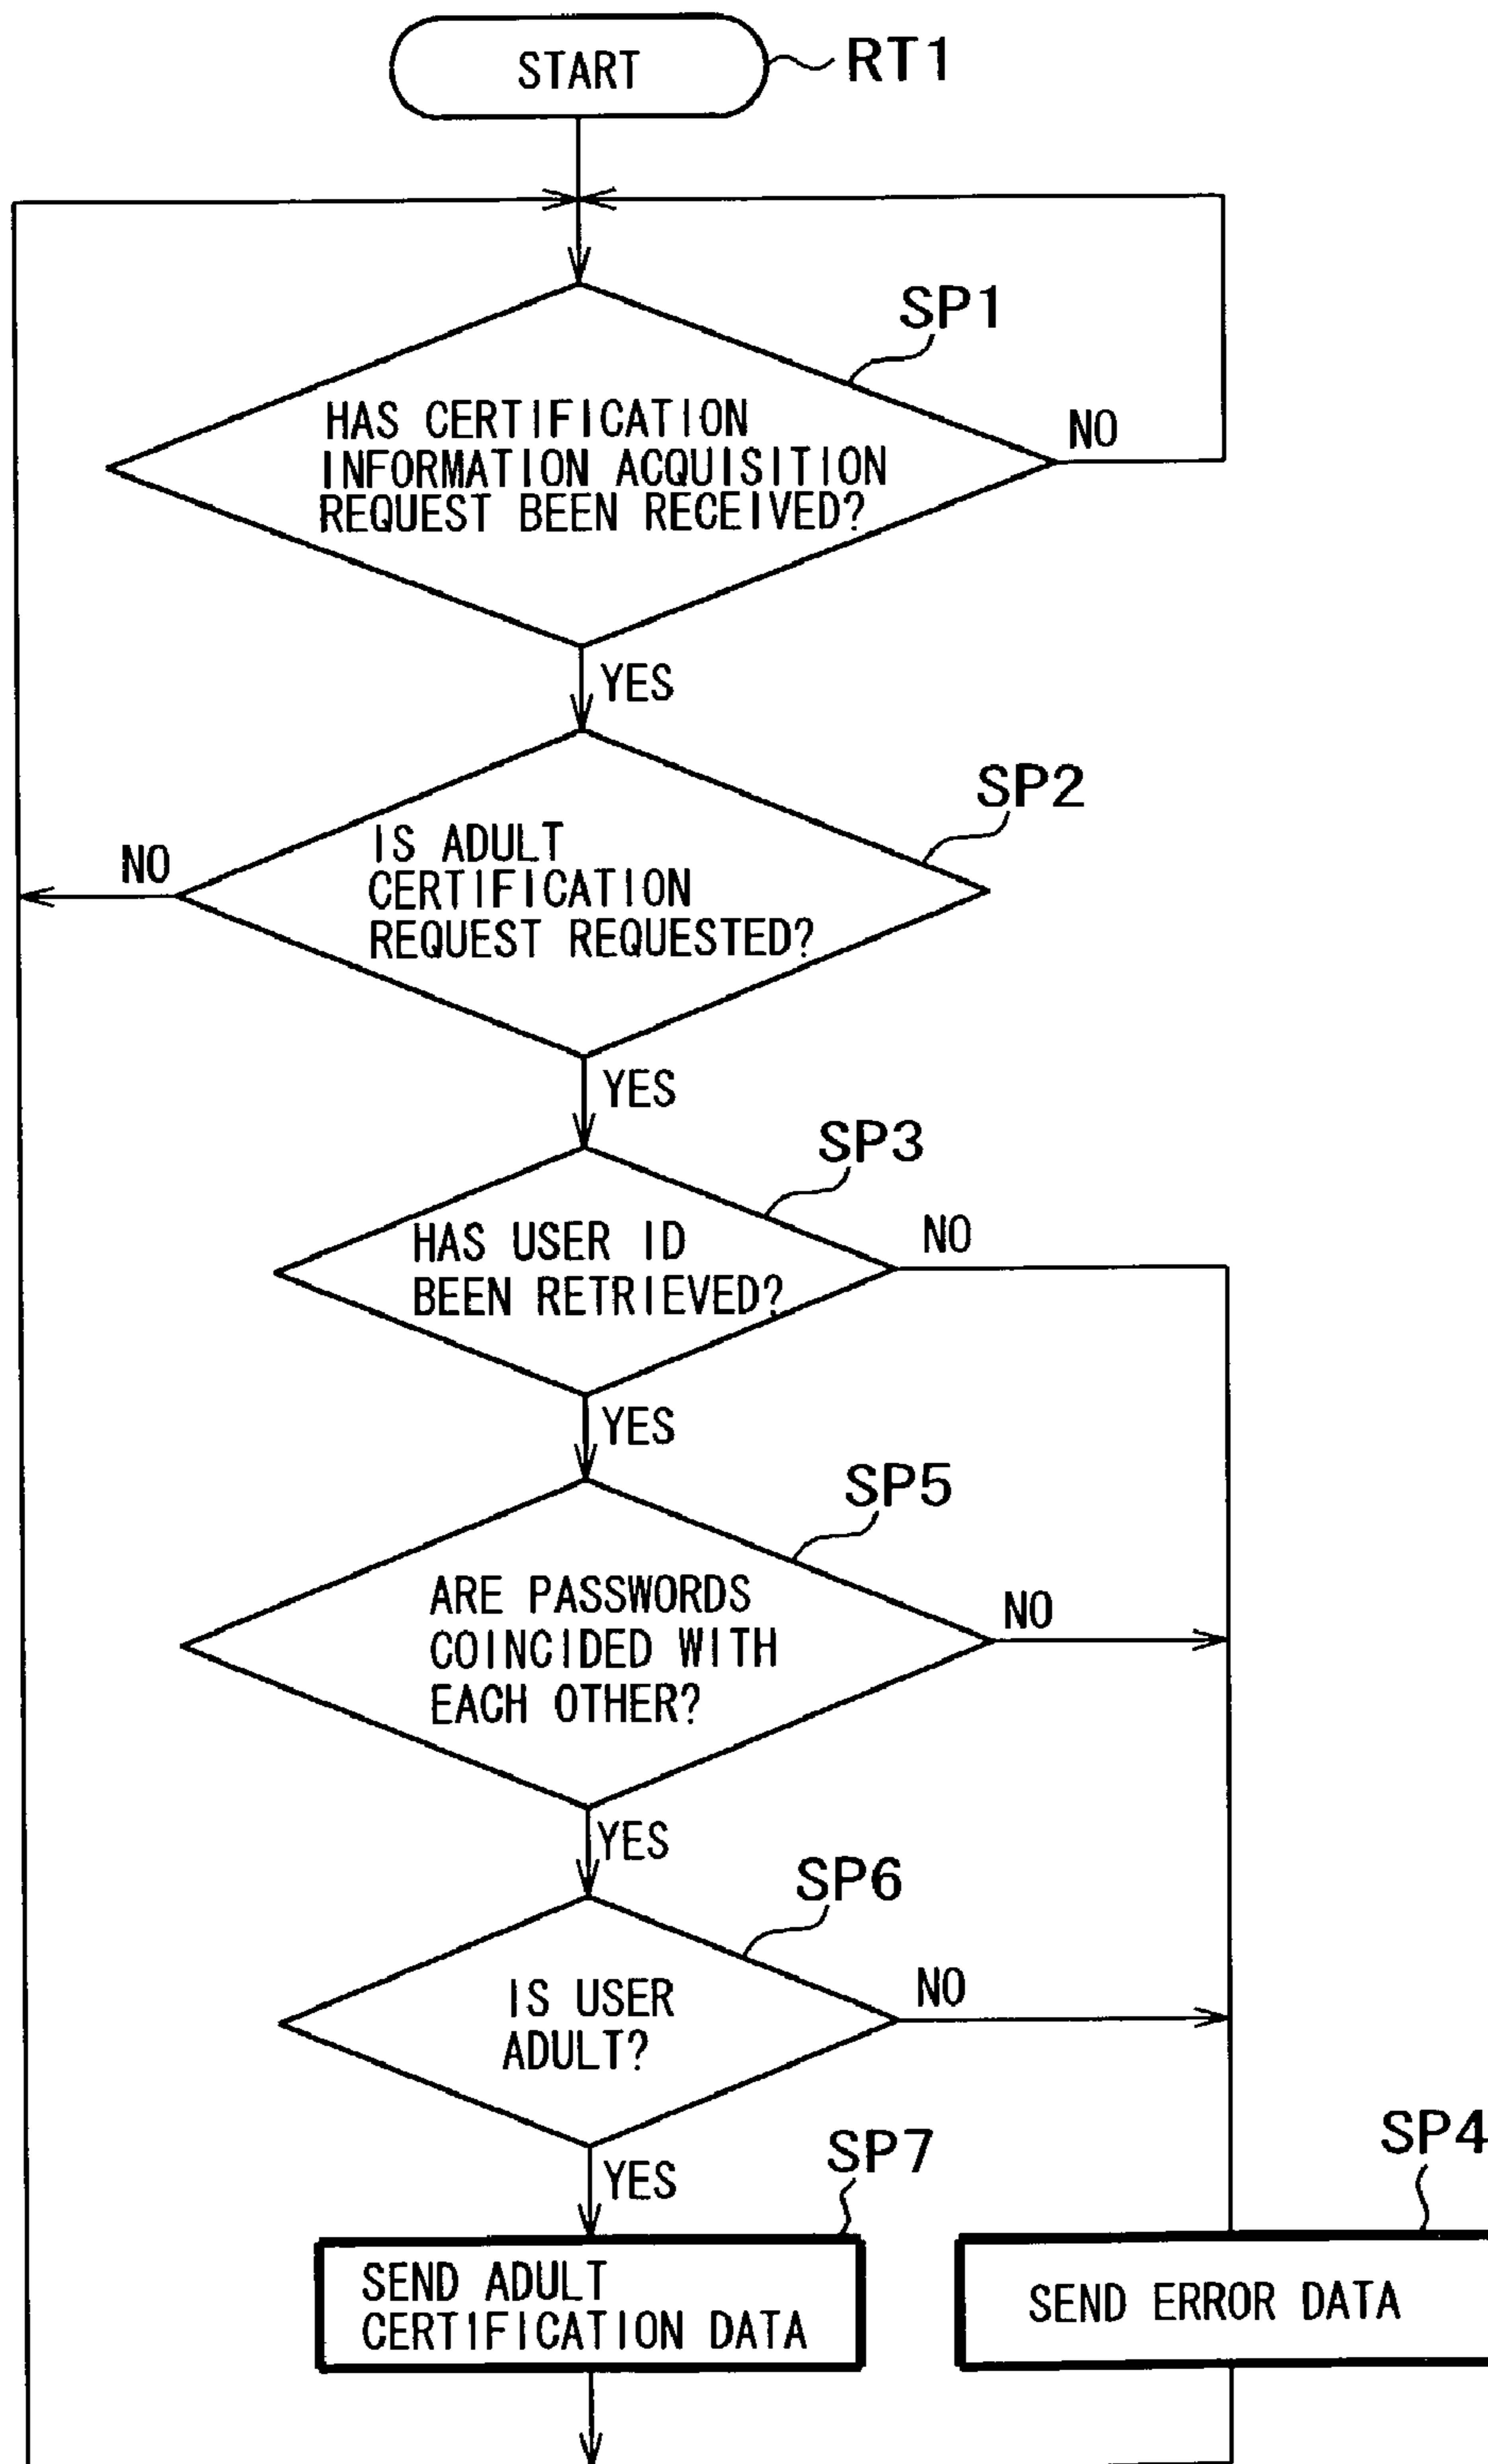 START
RT1
SP1
HAS CERTIFICATION
INFORMATION ACQUISITION
REQUEST BEEN RECEIVED?
NO
YES
SP2
IS ADULT
CERTIFICATION
REQUEST REQUESTED?
NO
YES
SP3
HAS USER ID
BEEN RETRIEVED?
NO
YES
SP5
ARE PASSWORDS
COINCIDED WITH
EACH OTHER?
NO
YES
SP6
IS USER
ADULT?
NO
YES
SP7
SP4
SEND ADULT
CERTIFICATION DATA
SEND ERROR DATA